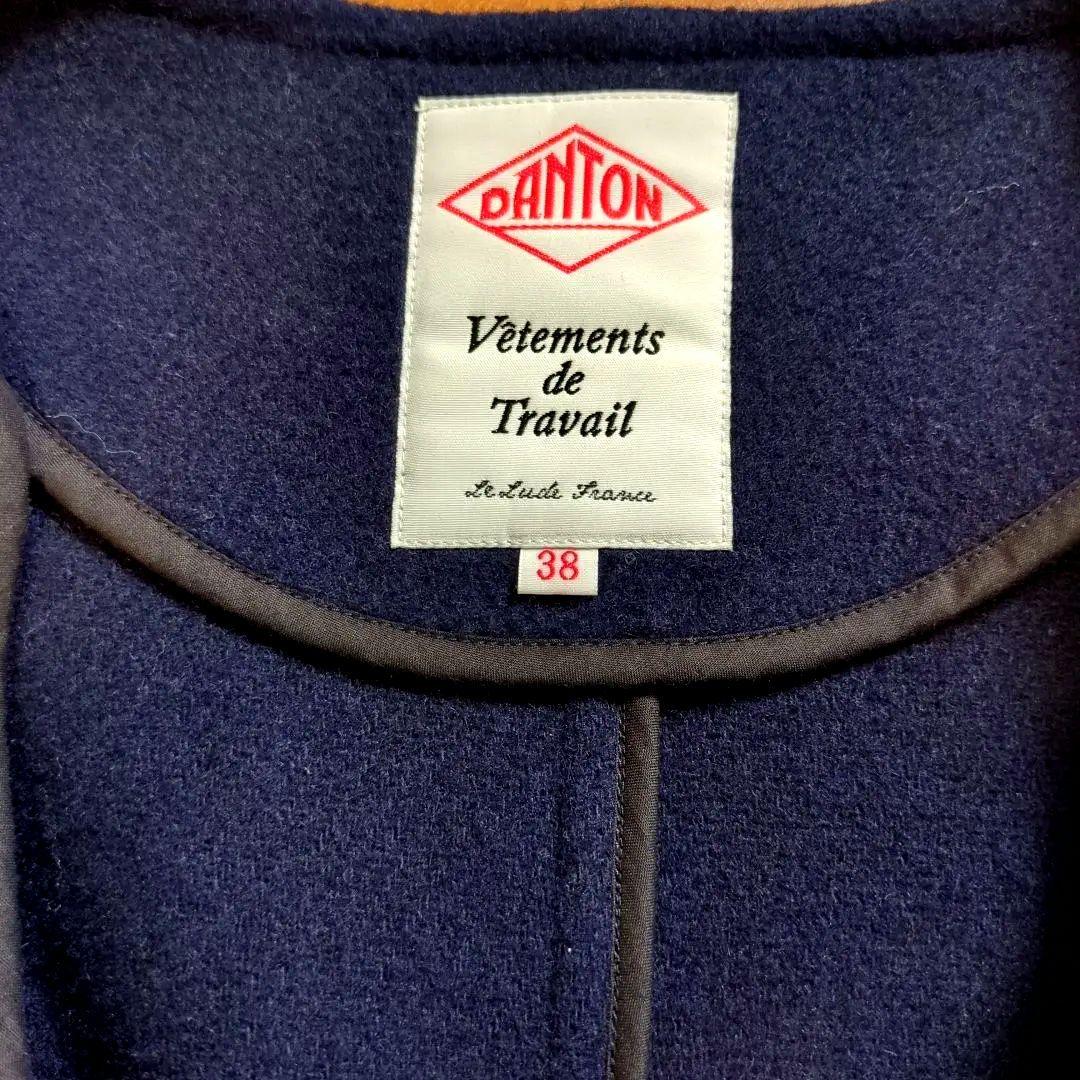 DANTON
Vêtements
de
Travail
Le Lude France
38